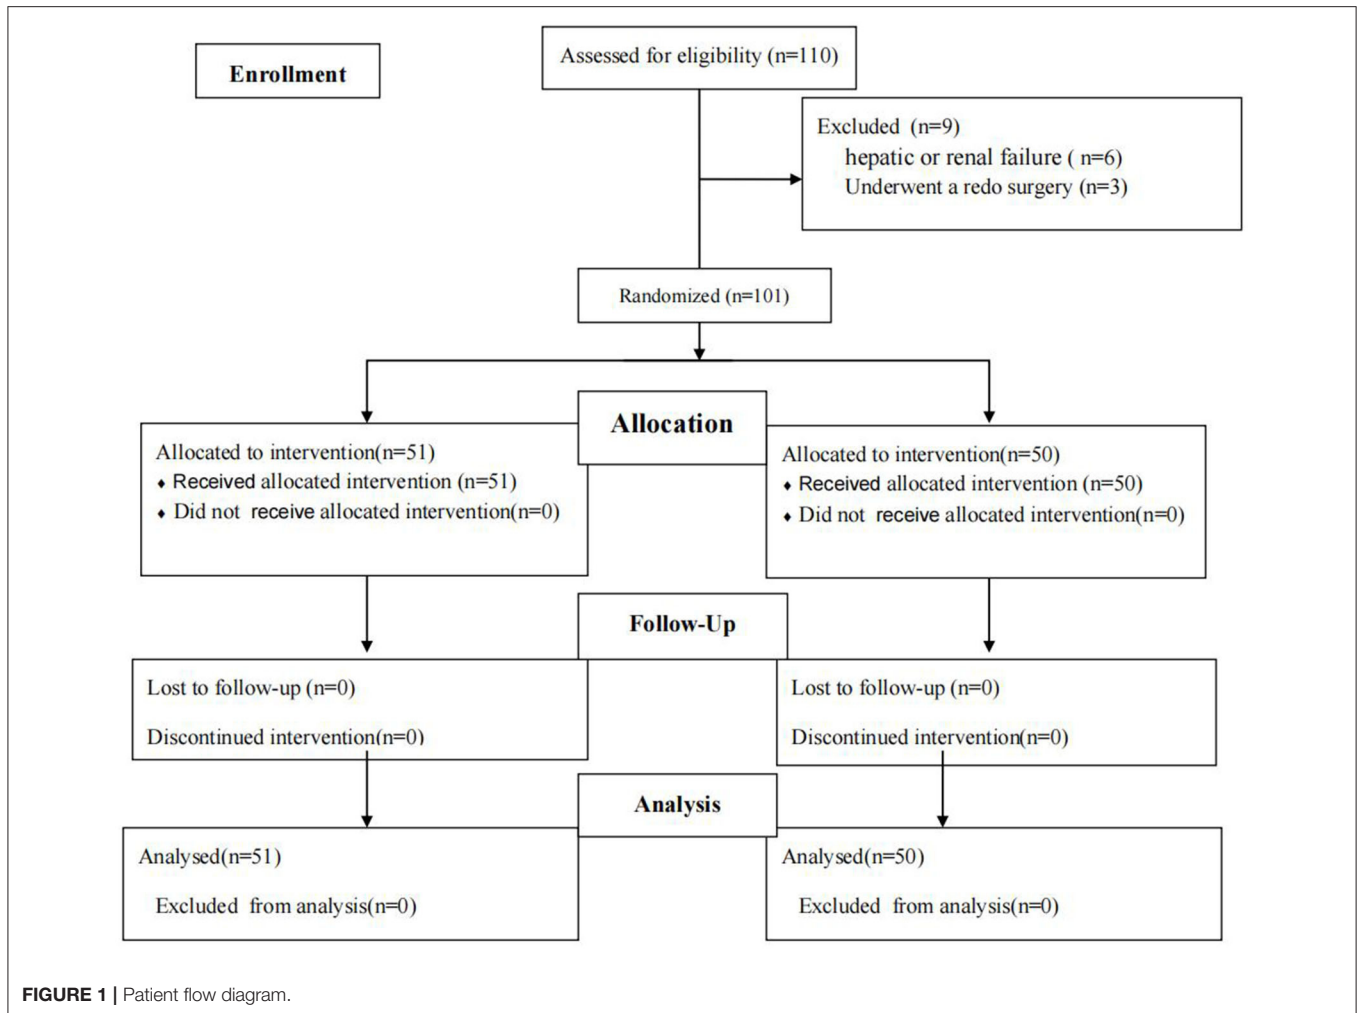 Enrollment
Assessed for eligibility (n=110)
Excluded (n=9)
hepatic or renal failure ( n=6)
Underwent a redo surgery (n=3)
Randomized (n=101)
Allocation
Allocated to intervention(n=51)
♦ Received allocated intervention (n=51)
♦ Did not receive allocated intervention(n=0)
Allocated to intervention(n=50)
♦ Received allocated intervention (n=50)
♦ Did not receive allocated intervention(n=0)
Follow-Up
Lost to follow-up (n=0)
Discontinued intervention(n=0)
Lost to follow-up (n=0)
Discontinued intervention(n=0)
Analysis
Analysed(n=51)
Excluded from analysis(n=0)
Analysed(n=50)
Excluded from analysis(n=0)
FIGURE 1 | Patient flow diagram.